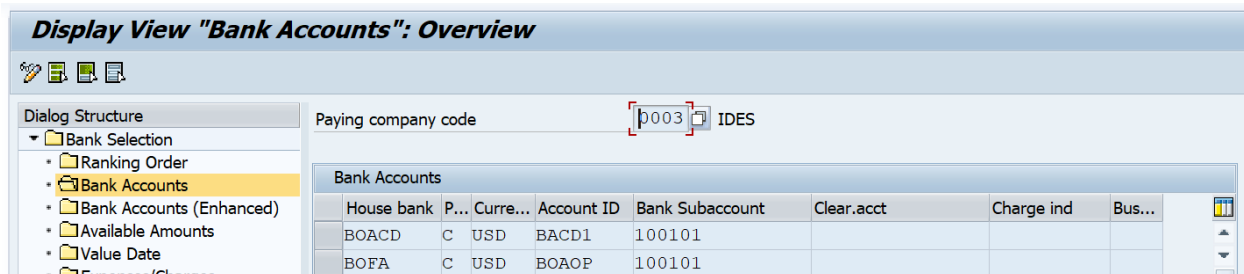 Display View "Bank Accounts": Overview
Dialog Structure
Bank Selection
Ranking Order
Bank Accounts
Bank Accounts (Enhanced)
Available Amounts
Value Date
Paying company code 0003 IDES
Bank Accounts
House bank P... Curre... Account ID Bank Subaccount Clear.acct Charge ind Bus...
BOACD C USD BACD1 100101
BOFA C USD BOAOP 100101